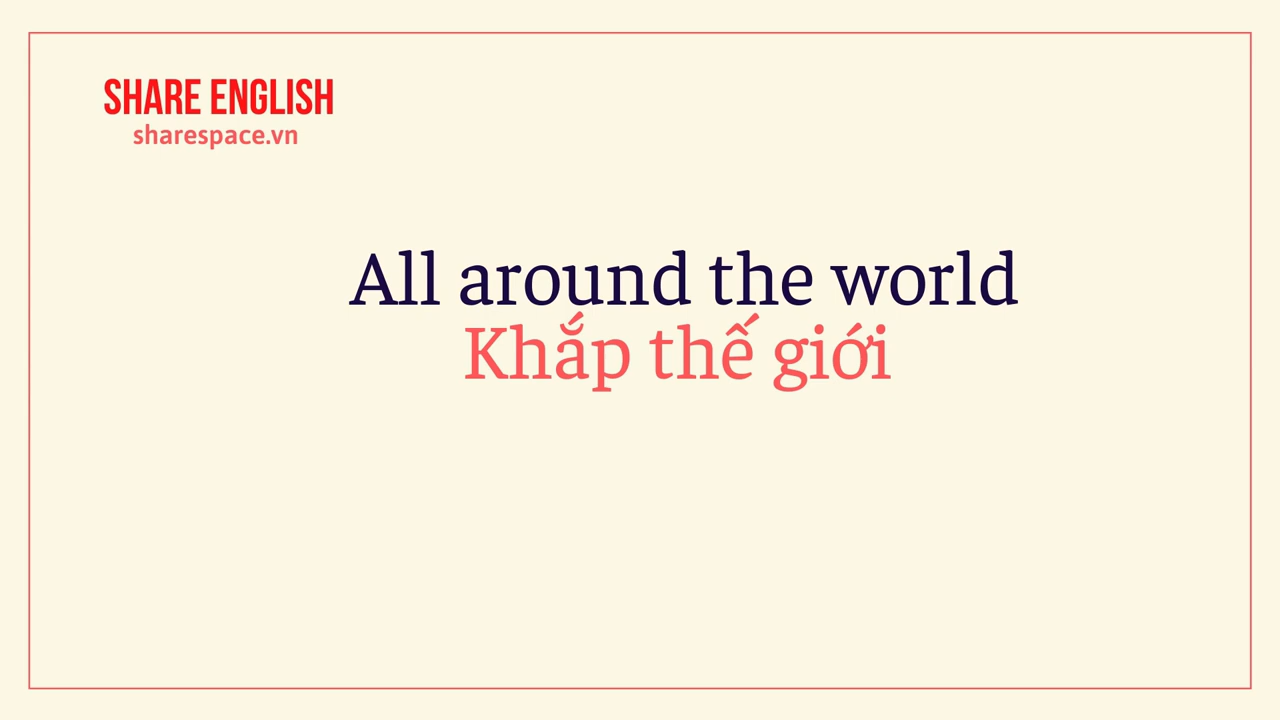 SHARE ENGLISH
sharespace.vn
All around the world
Khắp thế giới